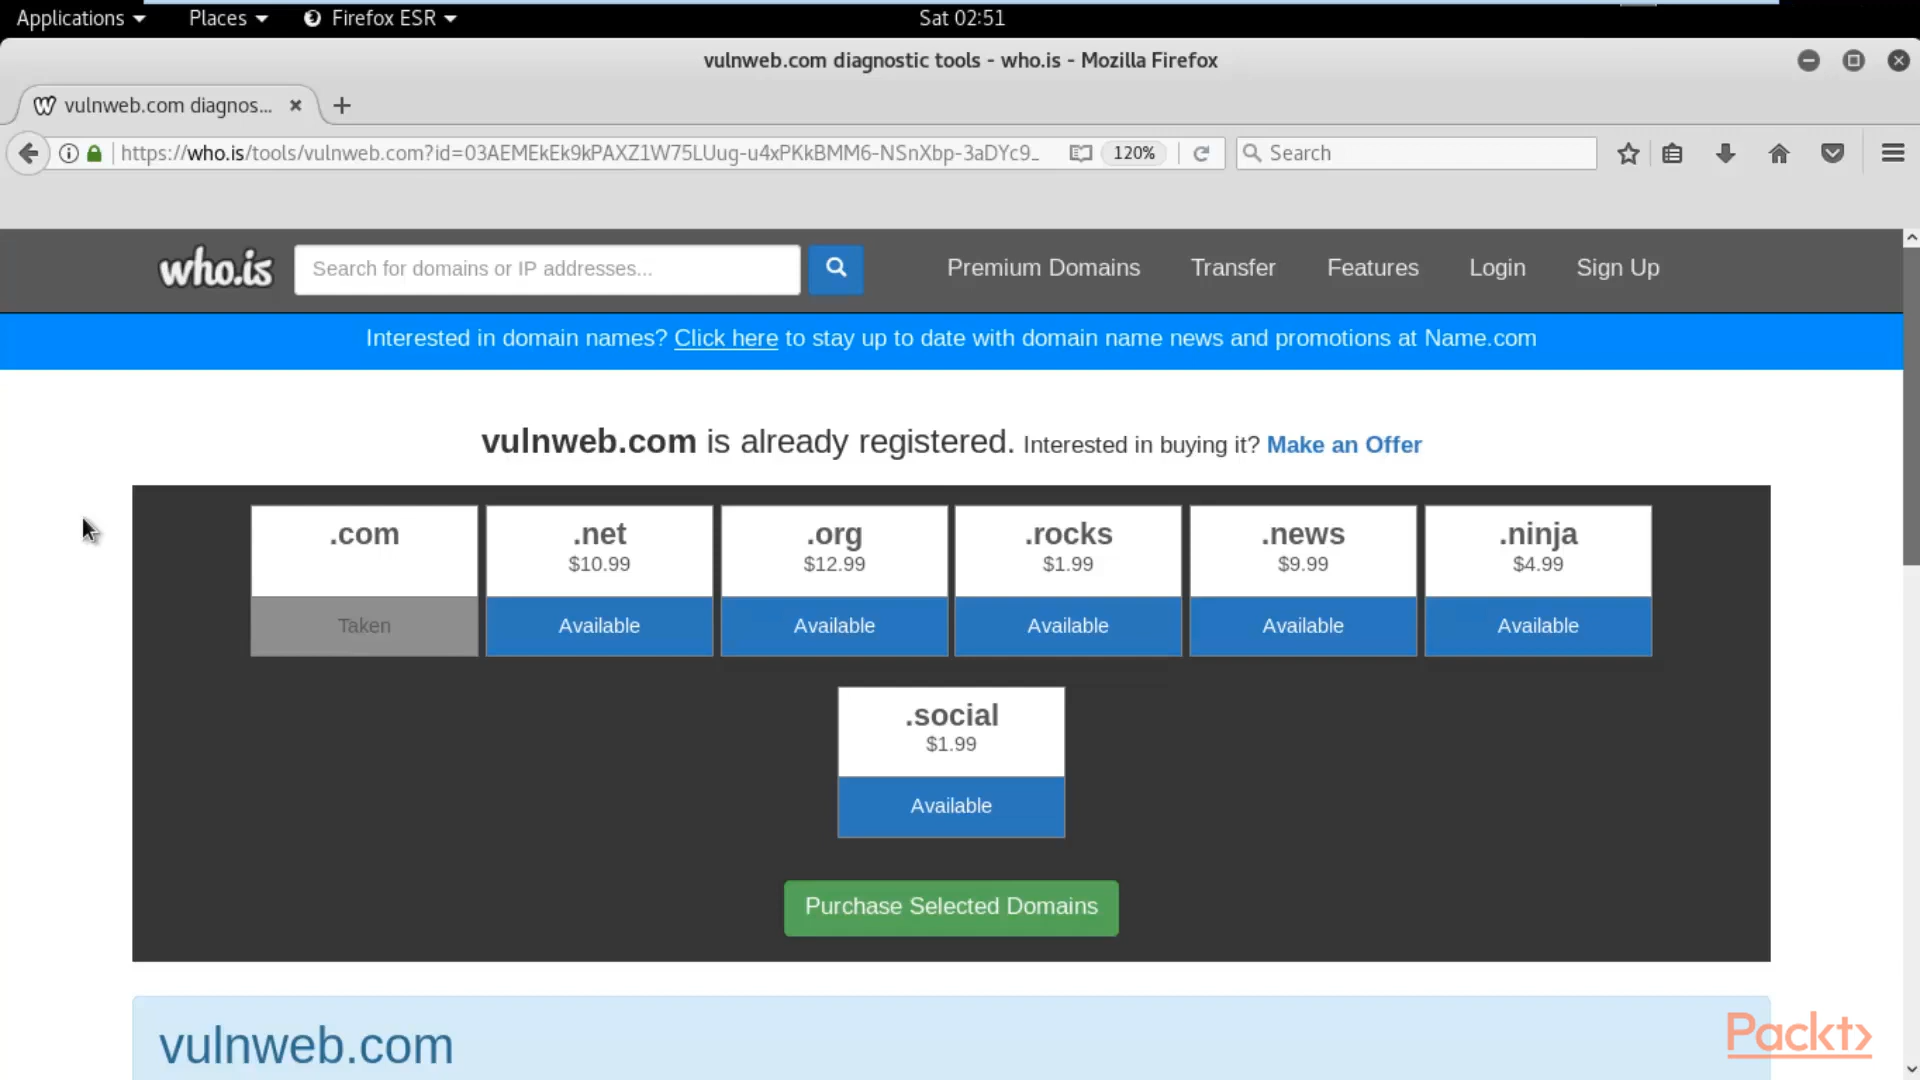 Applications Places Firefox ESR Sat 02:51
vulnweb.com diagnostic tools - who.is - Mozilla Firefox
vulnweb.com diagnos...
https://who.is/tools/vulnweb.com?id=03AEMEkEk9kPAXZ1W75LUug-u4xPKkBMM6-NSnXbp-3aDYc9_ 120% Search
who.is Search for domains or IP addresses... Premium Domains Transfer Features Login Sign Up
Interested in domain names? Click here to stay up to date with domain name news and promotions at Name.com
vulnweb.com is already registered. Interested in buying it? Make an Offer
.com .net .org .rocks .news .ninja
$10.99 $12.99 $1.99 $9.99 $4.99
Taken Available Available Available Available Available
.social
$1.99
Available
Purchase Selected Domains
vulnweb.com
Packt>